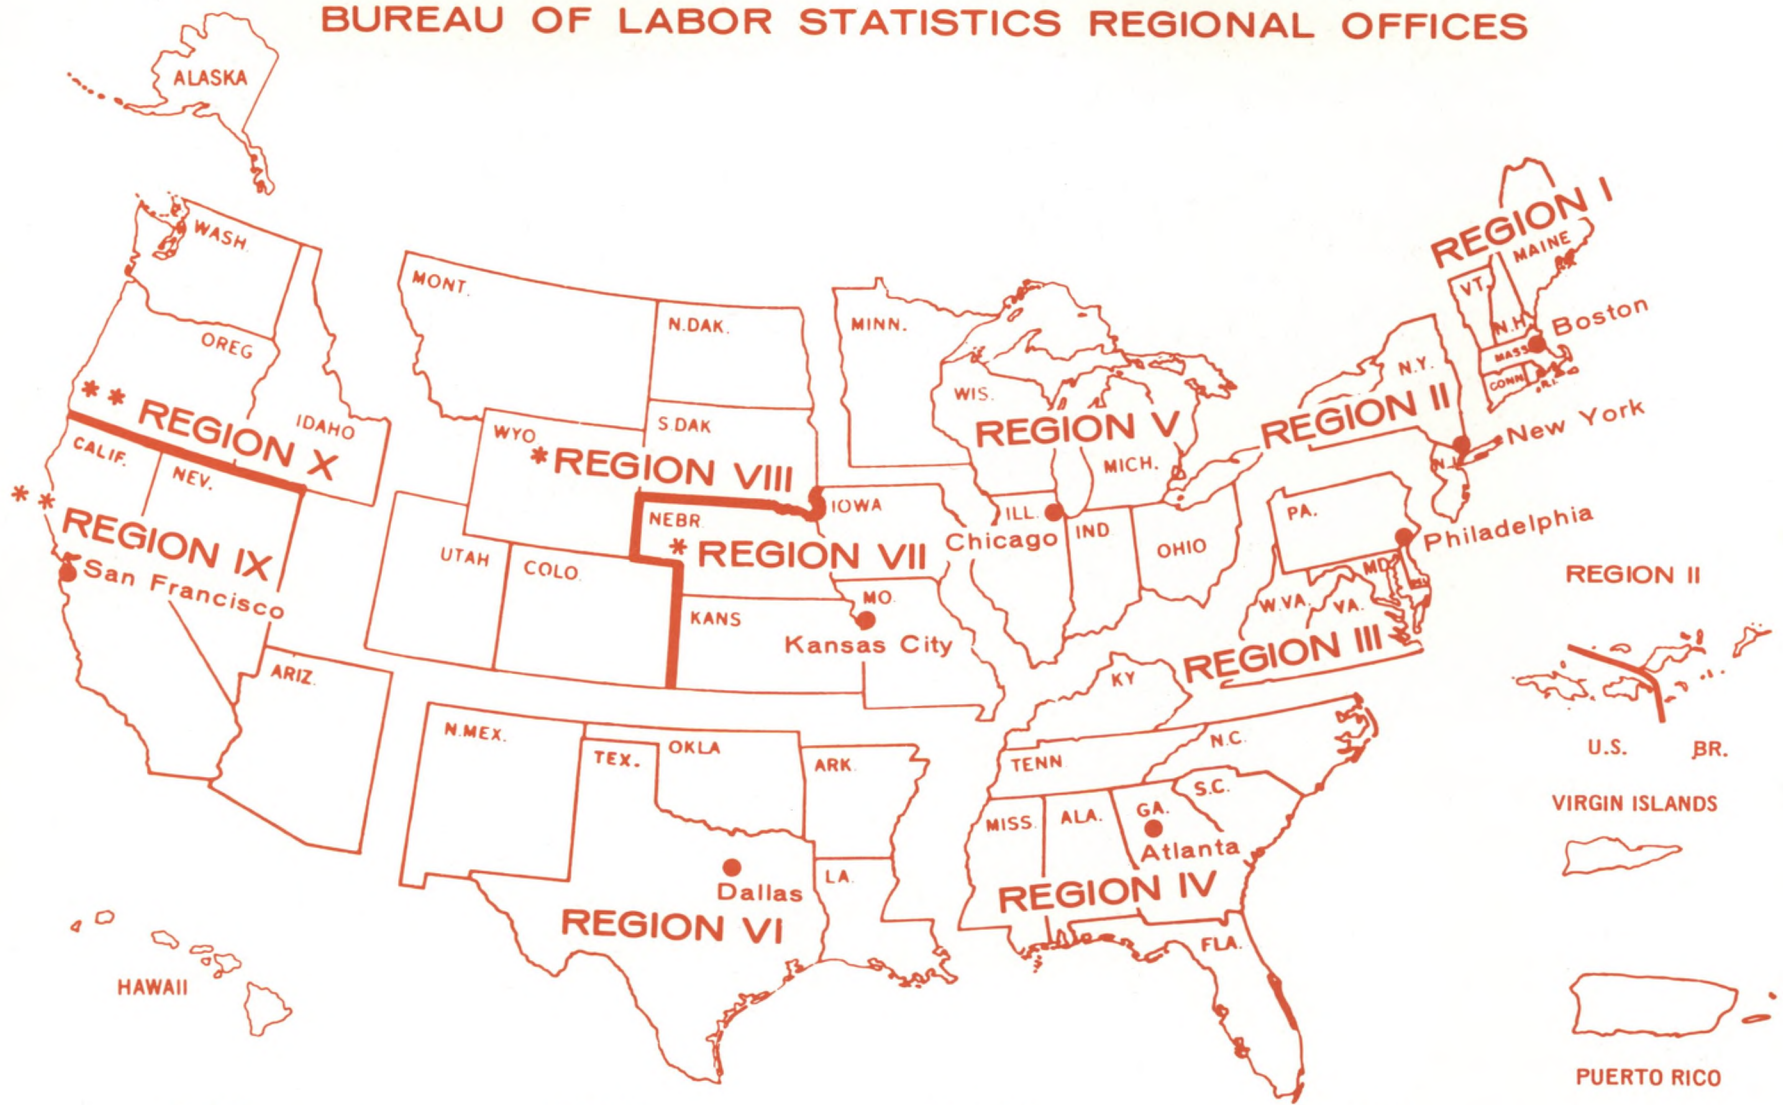 BUREAU OF LABOR STATISTICS REGIONAL OFFICES
ALASKA
WASH.
OREG
IDAHO
** REGION X
CALIF.
NEV.
** REGION IX
San Francisco
ARIZ.
HAWAII
MONT.
N.DAK.
S.DAK
WYO
*REGION VIII
UTAH
COLO.
NEBR.
IOWA
* REGION VII
KANS
MO.
Kansas City
N.MEX.
TEX.
OKLA
ARK.
LA.
Dallas
REGION VI
MINN.
WIS.
REGION V
MICH.
ILL.
Chicago
IND
OHIO
KY
TENN.
N.C.
S.C.
MISS.
ALA.
GA.
Atlanta
REGION IV
FLA.
REGION I
MAINE
VT.
N.H.
Boston
MASS
CONN
R.I.
N.Y.
REGION II
New York
N.J.
PA.
Philadelphia
MD
W.VA.
VA.
REGION III
REGION II
U.S.
BR.
VIRGIN ISLANDS
PUERTO RICO